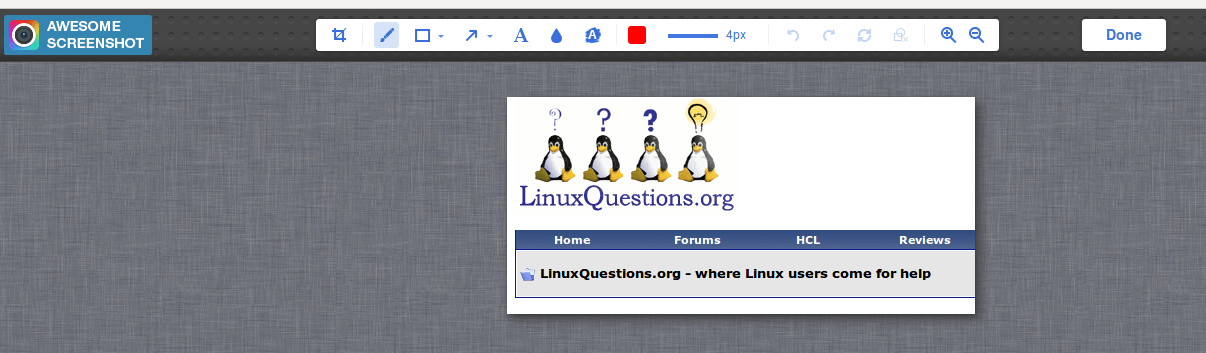 AWESOME
SCREENSHOT
A
4px
Done
? ? ?
LinuxQuestions.org
Home Forums HCL Reviews
LinuxQuestions.org - where Linux users come for help